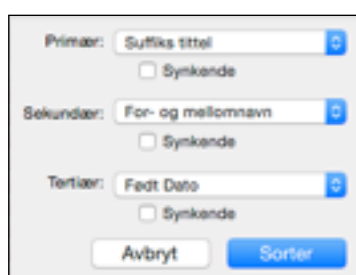 Primær: Suffiks tittel
Synkende
Sekundær: For- og mellomnavn
Synkende
Tertiær: Født Dato
Synkende
Avbryt Sorter